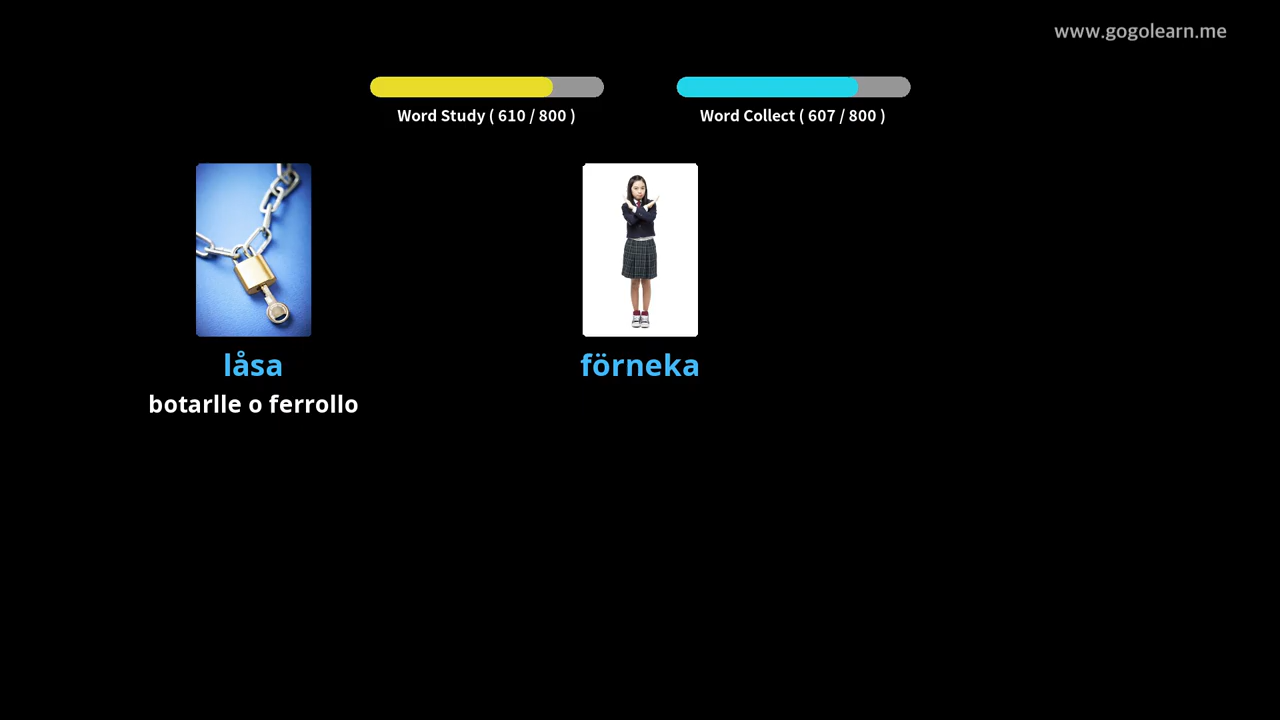 www.gogolearn.me
Word Study ( 610 / 800 )
Word Collect ( 607 / 800 )
låsa
förneka
botarlle o ferrollo